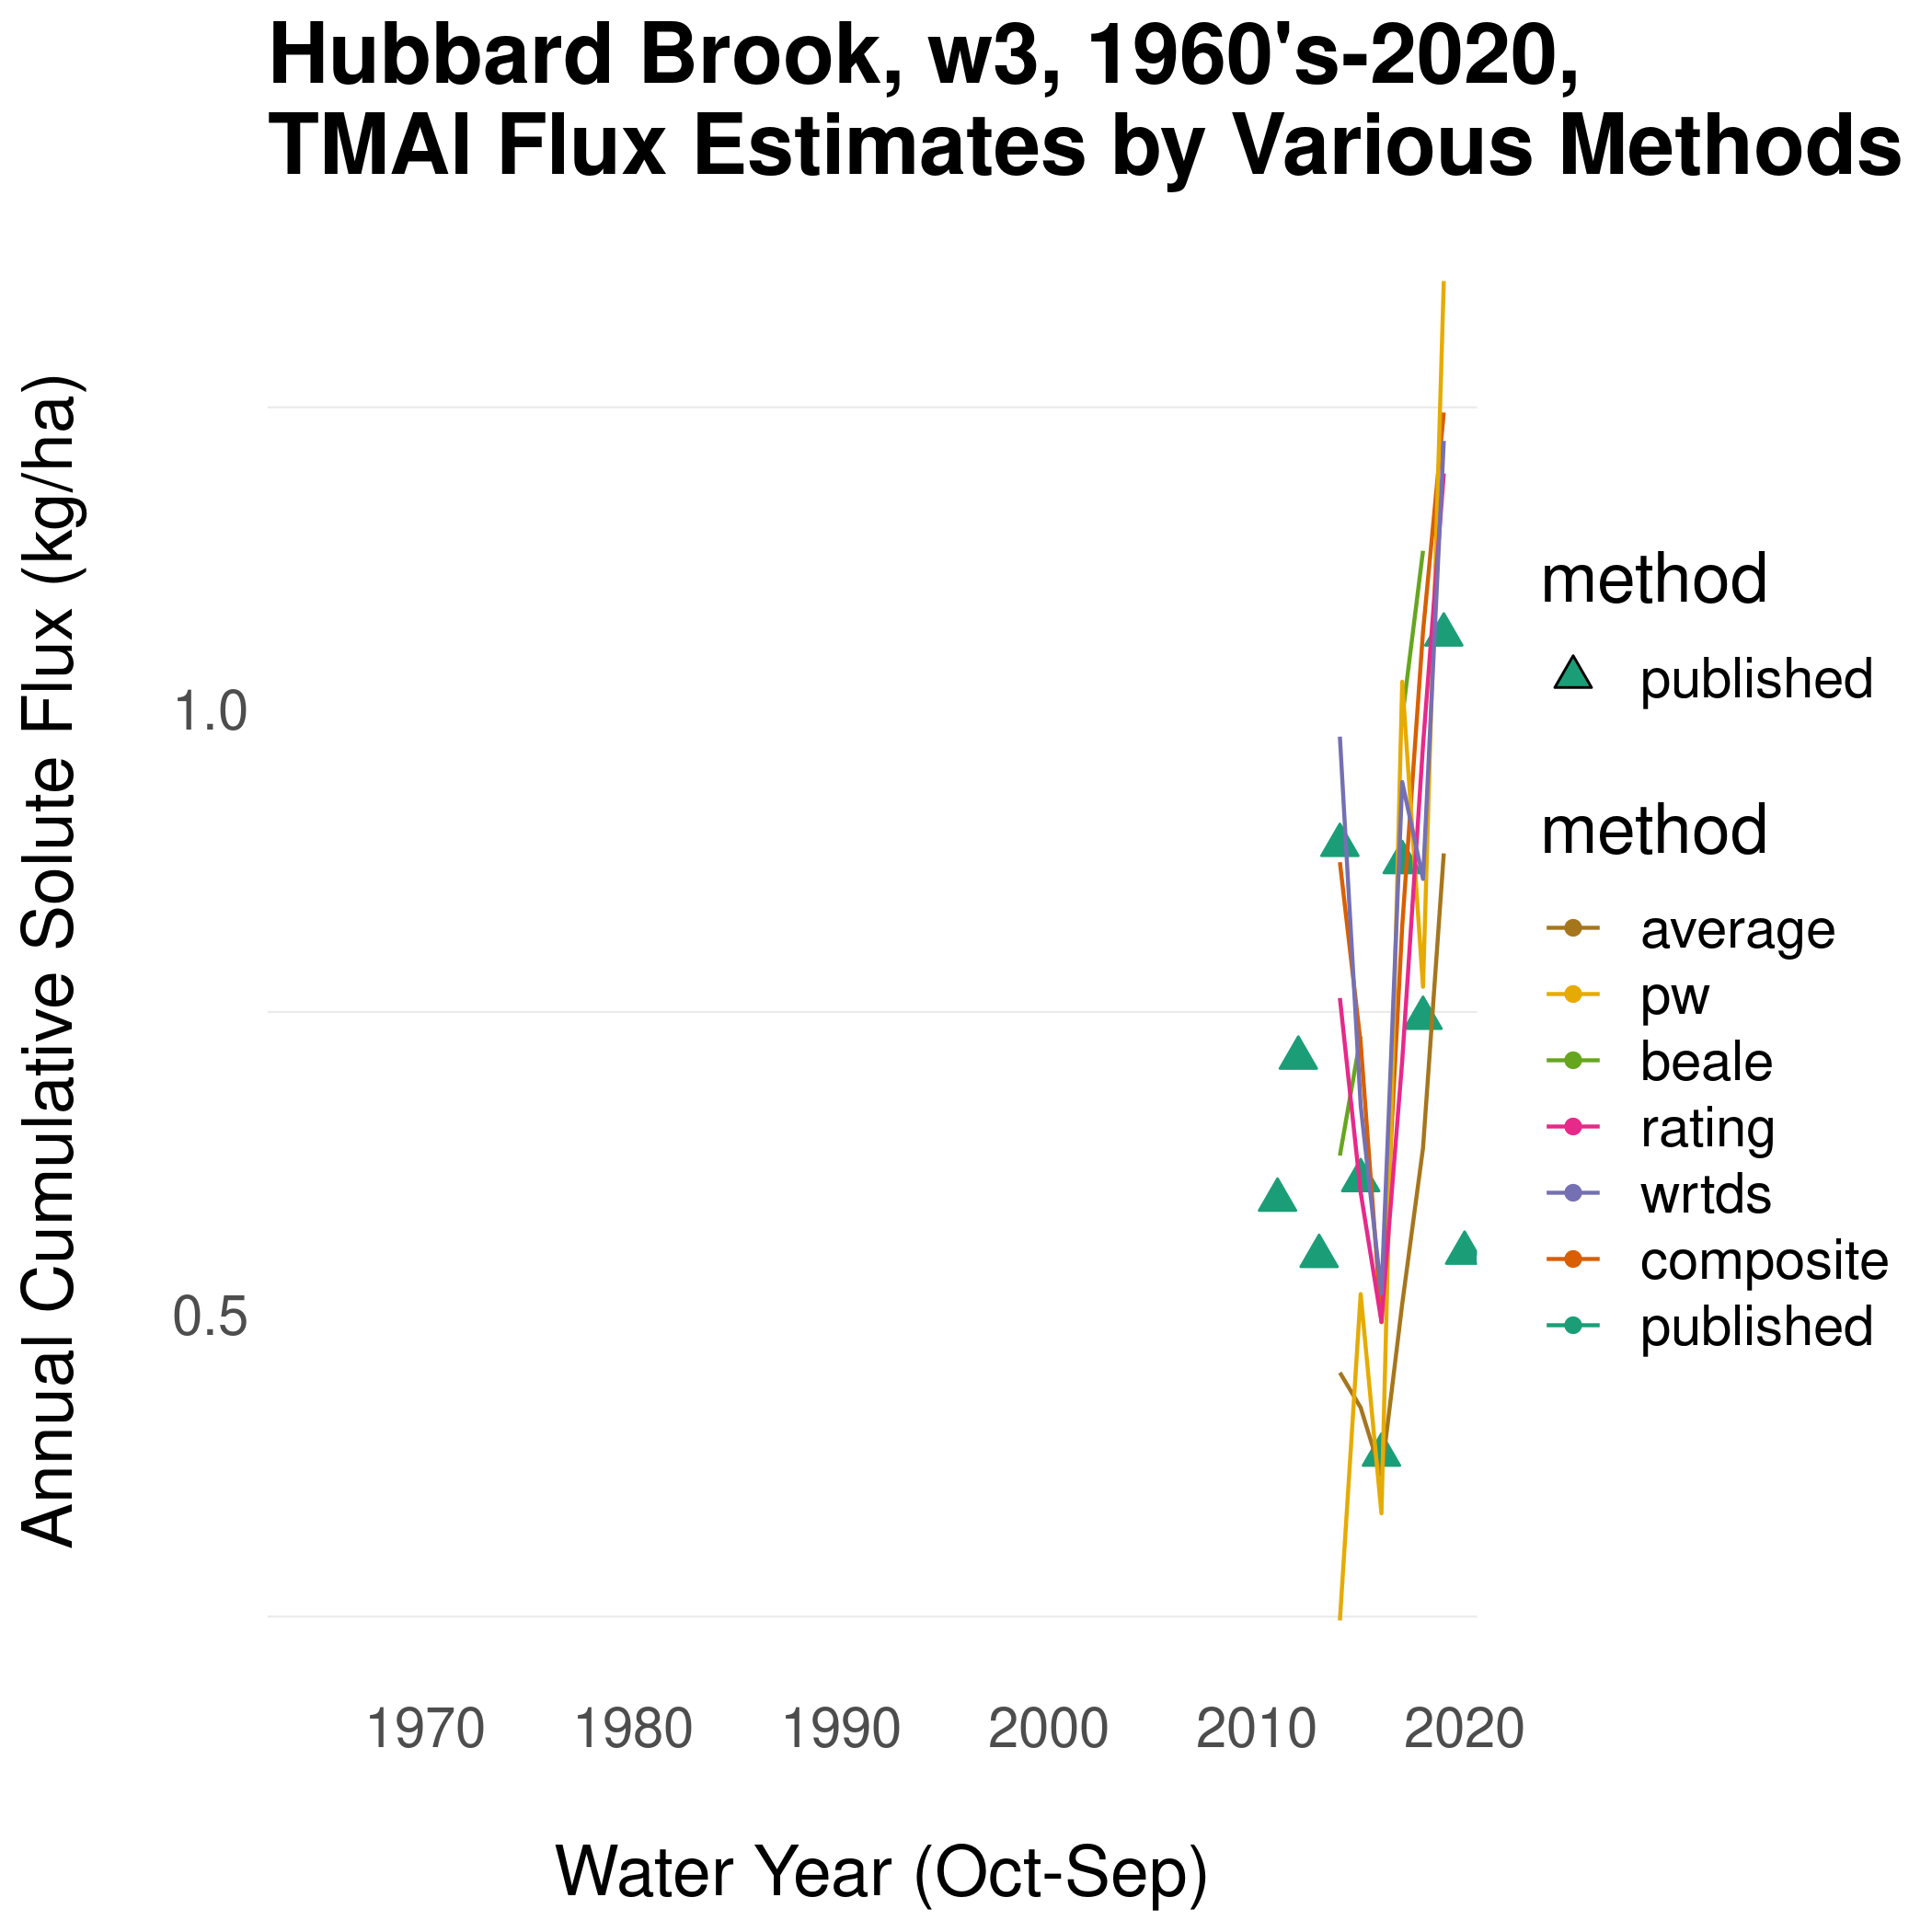 Hubbard Brook, w3, 1960's-2020,
TMAl Flux Estimates by Various Methods
Annual Cumulative Solute Flux (kg/ha)
1.0
0.5
1970 1980 1990 2000 2010 2020
Water Year (Oct-Sep)
method
published
method
average
pw
beale
rating
wrtds
composite
published